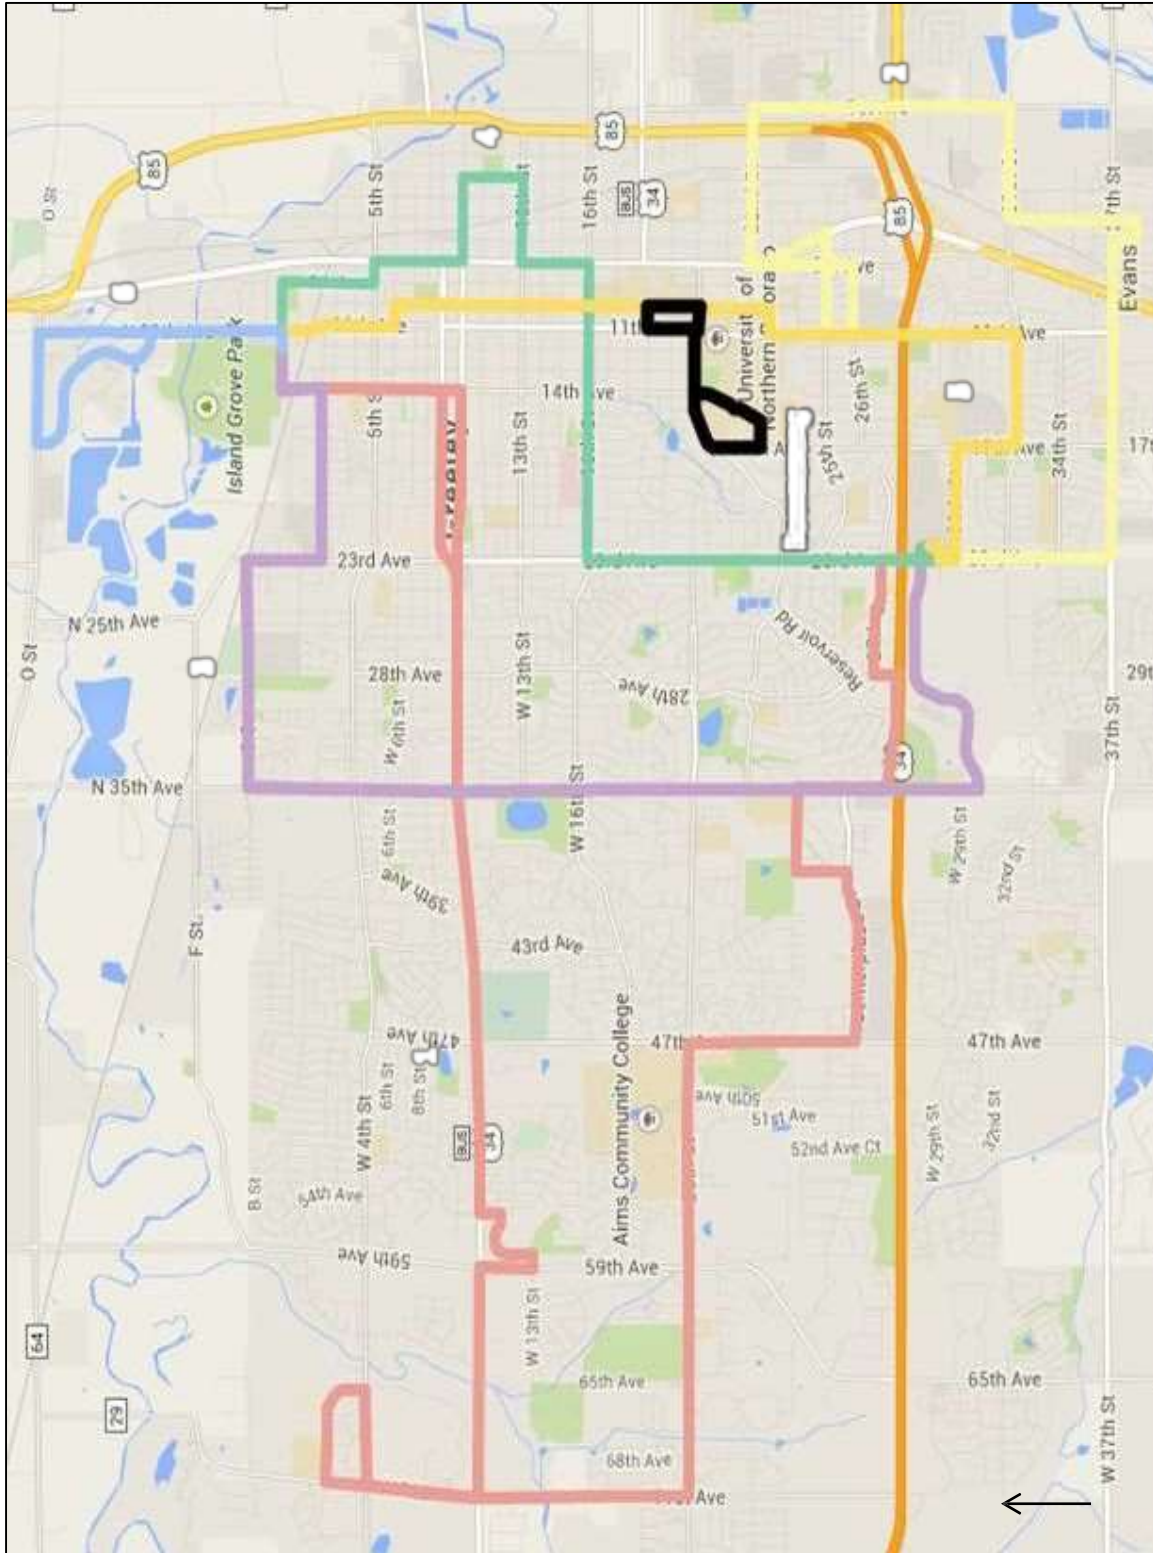 O St
85
5th St
16th St
BUS
34
85
85
37th St
Evans
Island Grove Park
5th S
11th
14th Ave
13th St
University of
Northern
25th St
26th St
34th St
Ave
23rd Ave
N 25th Ave
O St
28th Ave
W 6th St
W 13th St
28th Ave
Reservoir Rd
34
37th St
N 35th Ave
6th St
39th Ave
W 16th St
W 29th St
32nd St
F St.
43rd Ave
47th Ave
6th St
8th St
W 4th St
BUS
34
Aims Community College
47th
50th Ave
51st Ave
52nd Ave Ct
47th Ave
W 29th St
32nd St
B St
54th Ave
59th Ave
59th Ave
W 13th St
64
29
65th Ave
68th Ave
Ave
65th Ave
W 37th St